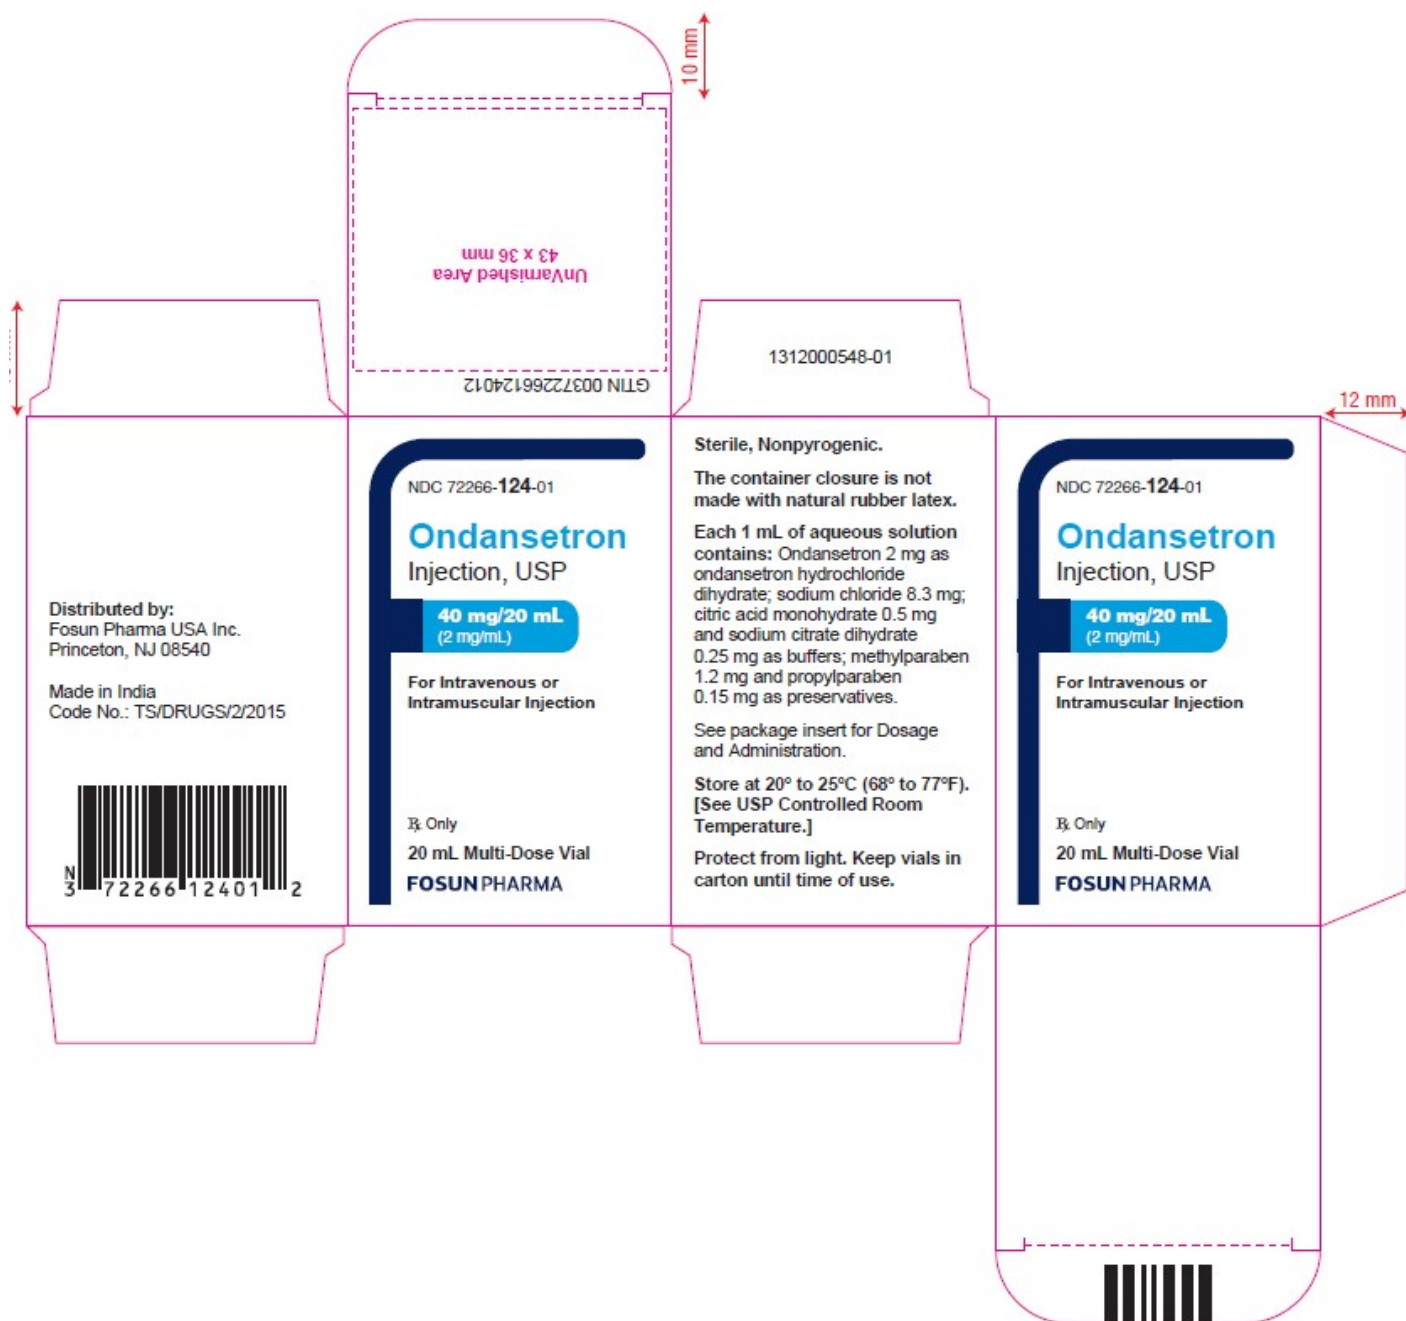 10 mm
UnVarnished Area
43 x 36 mm
GTIN 00372266124012
1312000548-01
12 mm
Distributed by:
Fosun Pharma USA Inc.
Princeton, NJ 08540
Made in India
Code No.: TS/DRUGS/2/2015
N
3 72266 12401 2
NDC 72266-124-01
Ondansetron
Injection, USP
40 mg/20 mL
(2 mg/mL)
For Intravenous or
Intramuscular Injection
℞ Only
20 mL Multi-Dose Vial
FOSUN PHARMA
Sterile, Nonpyrogenic.
The container closure is not
made with natural rubber latex.
Each 1 mL of aqueous solution
contains: Ondansetron 2 mg as
ondansetron hydrochloride
dihydrate; sodium chloride 8.3 mg;
citric acid monohydrate 0.5 mg
and sodium citrate dihydrate
0.25 mg as buffers; methylparaben
1.2 mg and propylparaben
0.15 mg as preservatives.
See package insert for Dosage
and Administration.
Store at 20º to 25ºC (68º to 77ºF).
[See USP Controlled Room
Temperature.]
Protect from light. Keep vials in
carton until time of use.
NDC 72266-124-01
Ondansetron
Injection, USP
40 mg/20 mL
(2 mg/mL)
For Intravenous or
Intramuscular Injection
℞ Only
20 mL Multi-Dose Vial
FOSUN PHARMA